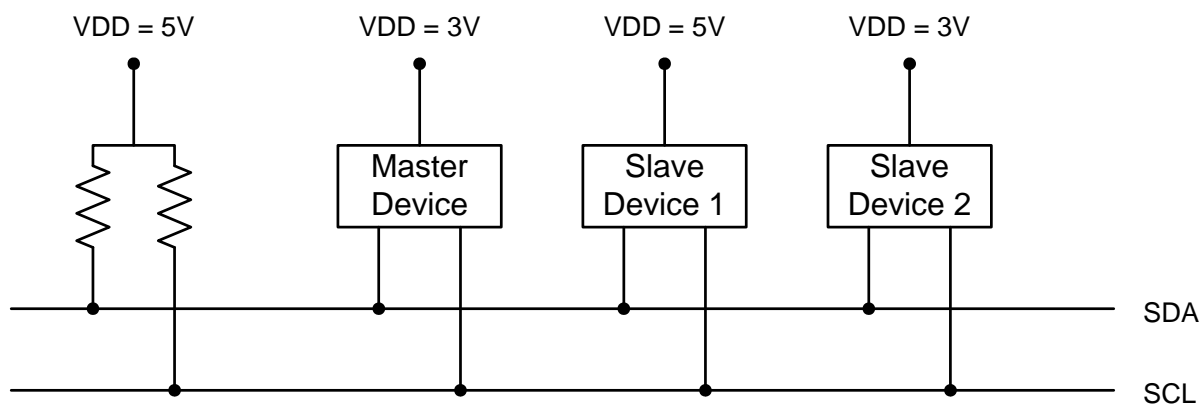 VDD = 5V
VDD = 3V
VDD = 5V
VDD = 3V
Master
Device
Slave
Device 1
Slave
Device 2
SDA
SCL